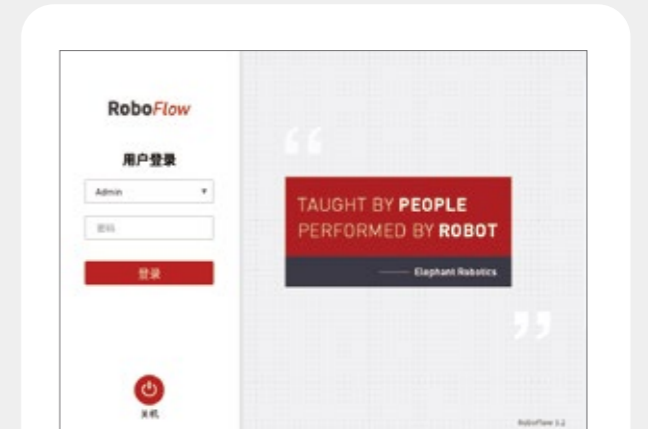 RoboFlow
用户登录
Admin
密码
登录
关机
TAUGHT BY PEOPLE
PERFORMED BY ROBOT
Elephant Robotics
RoboFlow 3.2